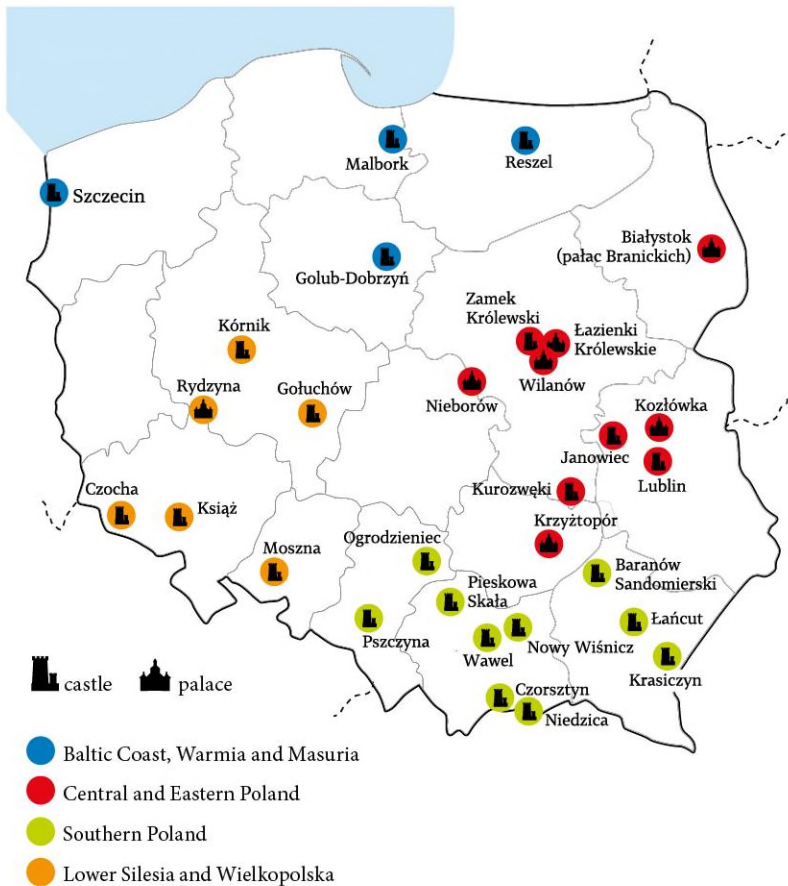 Malbork
Reszel
Szczecin
Białystok
(pałac Branickich)
Golub-Dobrzyń
Zamek
Królewski
Łazienki
Królewskie
Kórnik
Wilanów
Rydzyna
Gołuchów
Nieborów
Kozłówka
Janowiec
Lublin
Czocha
Książ
Kurozwęki
Krzyżtopór
Ogrodzieniec
Moszna
Baranów
Sandomierski
Pieskowa
Skała
Łańcut
Pszczyna
Wawel
Nowy Wiśnicz
Krasiczyn
Czorsztyn
Niedzica
castle
palace
Baltic Coast, Warmia and Masuria
Central and Eastern Poland
Southern Poland
Lower Silesia and Wielkopolska